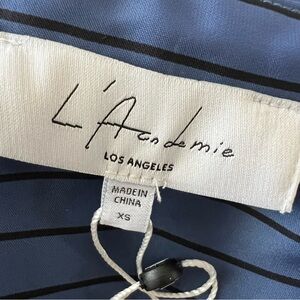 L'Academie
LOS ANGELES
MADE IN
CHINA
XS